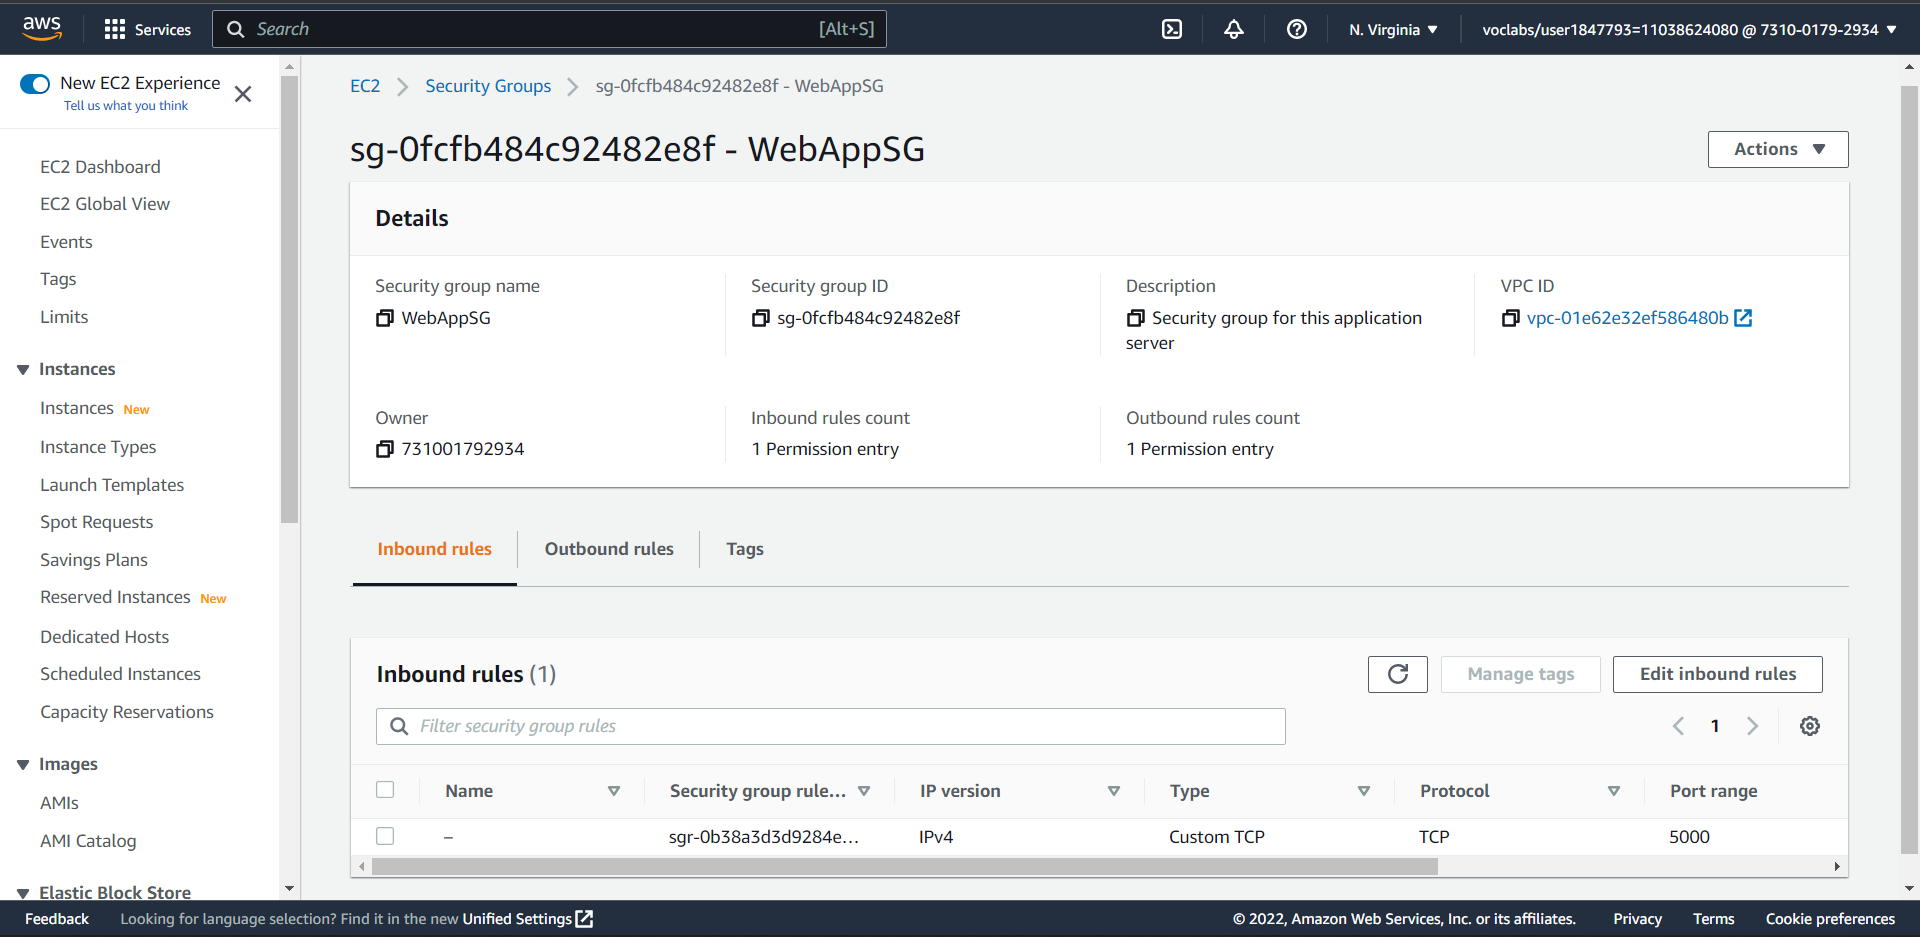 aws
Services
Search
[Alt+S]
N. Virginia
voclabs/user1847793=11038624080 @ 7310-0179-2934
New EC2 Experience
Tell us what you think
EC2 Dashboard
EC2 Global View
Events
Tags
Limits
Instances
Instances New
Instance Types
Launch Templates
Spot Requests
Savings Plans
Reserved Instances New
Dedicated Hosts
Scheduled Instances
Capacity Reservations
Images
AMIs
AMI Catalog
Elastic Block Store
EC2 Security Groups sg-0fcfb484c92482e8f - WebAppSG
sg-0fcfb484c92482e8f - WebAppSG
Actions
Details
Security group name
WebAppSG
Security group ID
sg-0fcfb484c92482e8f
Description
Security group for this application
server
VPC ID
vpc-01e62e32ef586480b
Owner
731001792934
Inbound rules count
1 Permission entry
Outbound rules count
1 Permission entry
Inbound rules Outbound rules Tags
Inbound rules (1)
Manage tags
Edit inbound rules
Filter security group rules
1
Name Security group rule... IP version Type Protocol Port range
– sgr-0b38a3d3d9284e... IPv4 Custom TCP TCP 5000
Feedback
Looking for language selection? Find it in the new Unified Settings
© 2022, Amazon Web Services, Inc. or its affiliates.
Privacy
Terms
Cookie preferences